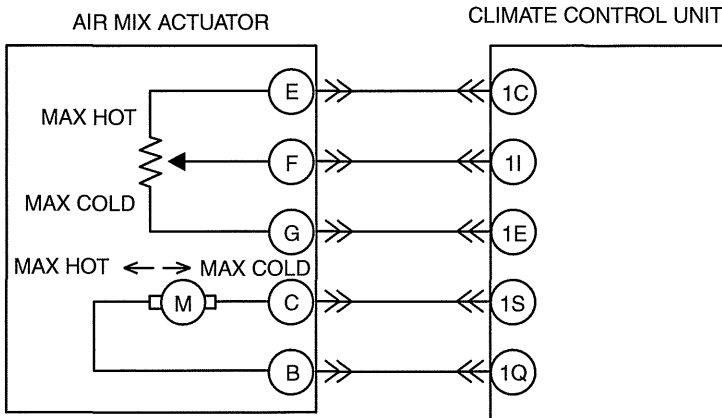 AIR MIX ACTUATOR
CLIMATE CONTROL UNIT
E
1C
MAX HOT
F
1I
MAX COLD
G
1E
MAX HOT
MAX COLD
M
C
1S
B
1Q